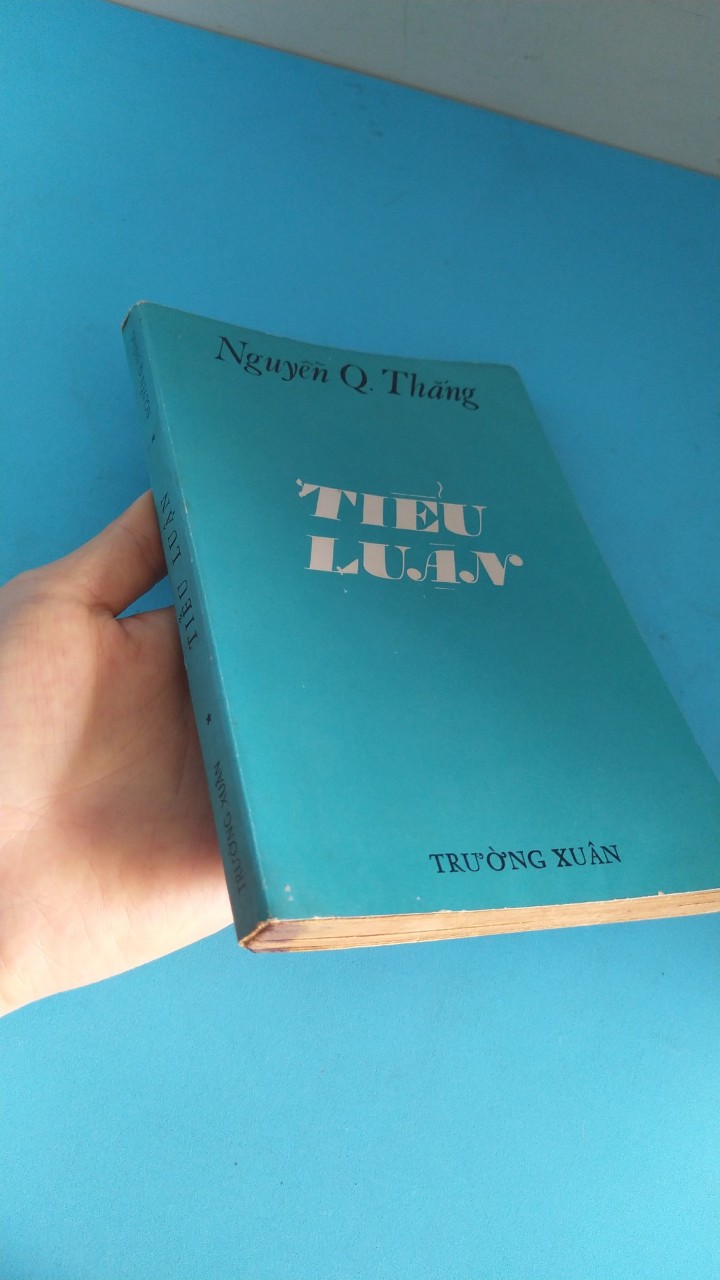 Nguyễn Q. Thắng
TIỂU
LUẬN
TRƯỜNG XUÂN
TIỂU LUẬN * TRƯỜNG XUÂN